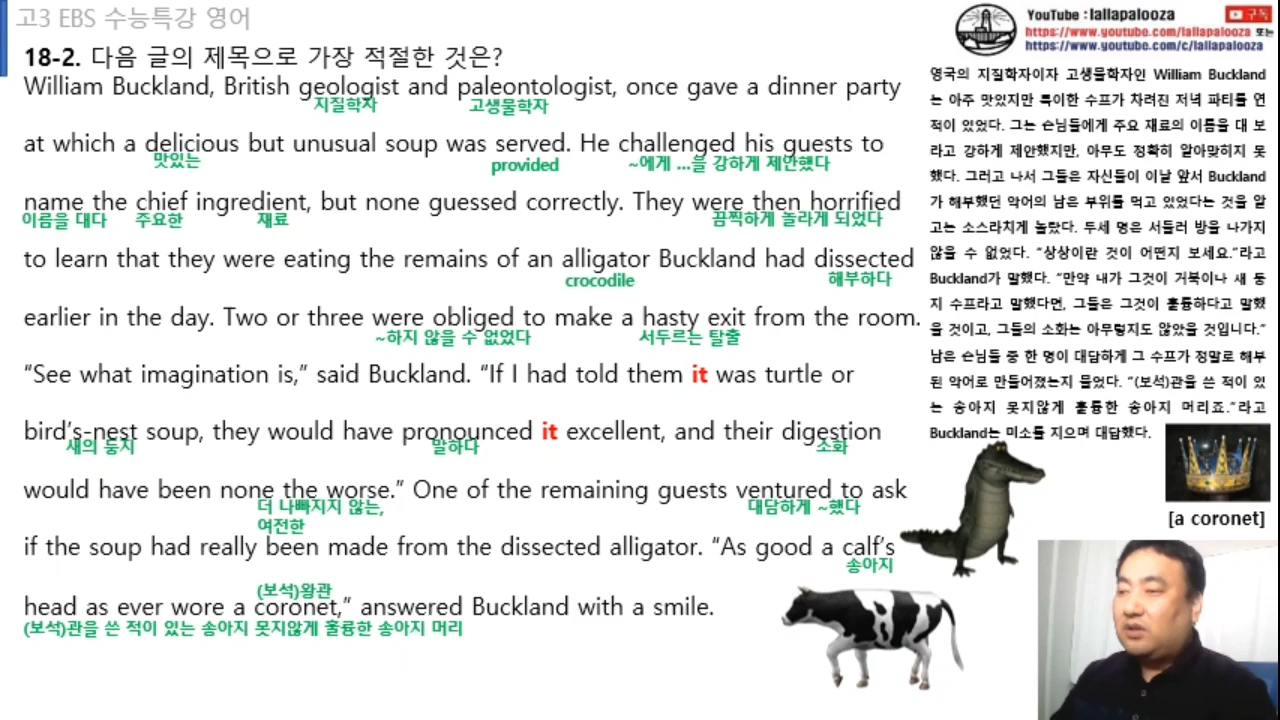 고3 EBS 수능특강 영어
18-2. 다음 글의 제목으로 가장 적절한 것은?
William Buckland, British geologist and paleontologist, once gave a dinner party
지질학자 고생물학자
at which a delicious but unusual soup was served. He challenged his guests to
맛있는 provided ~에게 ...을 강하게 제안했다
name the chief ingredient, but none guessed correctly. They were then horrified
이름을 대다 주요한 재료 끔찍하게 놀라게 되었다
to learn that they were eating the remains of an alligator Buckland had dissected
crocodile 해부하다
earlier in the day. Two or three were obliged to make a hasty exit from the room.
~하지 않을 수 없었다 서두르는 탈출
“See what imagination is,” said Buckland. “If I had told them it was turtle or
bird’s-nest soup, they would have pronounced it excellent, and their digestion
새의 둥지 말하다 소화
would have been none the worse.” One of the remaining guests ventured to ask
더 나빠지지 않는, 대담하게 ~했다
여전한
if the soup had really been made from the dissected alligator. “As good a calf’s
송아지
(보석)왕관
head as ever wore a coronet,” answered Buckland with a smile.
(보석)관을 쓴 적이 있는 송아지 못지않게 훌륭한 송아지 머리
YouTube : lallapalooza 구독
https://www.youtube.com/lallapalooza 또는
https://www.youtube.com/c/lallapalooza
영국의 지질학자이자 고생물학자인 William Buckland
는 아주 맛있지만 특이한 수프가 차려진 저녁 파티를 연
적이 있었다. 그는 손님들에게 주요 재료의 이름을 대 보
라고 강하게 제안했지만, 아무도 정확히 알아맞히지 못
했다. 그러고 나서 그들은 자신들이 이날 앞서 Buckland
가 해부했던 악어의 남은 부위를 먹고 있었다는 것을 알
고는 소스라치게 놀랐다. 두세 명은 서둘러 방을 나가지
않을 수 없었다. “상상이란 것이 어떤지 보세요.”라고
Buckland가 말했다. “만약 내가 그것이 거북이나 새 둥
지 수프라고 말했다면, 그들은 그것이 훌륭하다고 말했
을 것이고, 그들의 소화는 아무렇지도 않았을 것입니다.”
남은 손님들 중 한 명이 대담하게 그 수프가 정말로 해부
된 악어로 만들어졌는지 물었다. “(보석)관을 쓴 적이 있
는 송아지 못지않게 훌륭한 송아지 머리죠.”라고
Buckland는 미소를 지으며 대답했다.
[a coronet]